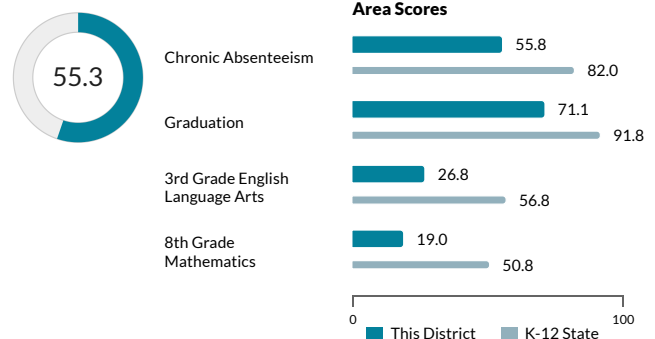 Area Scores
55.3
Chronic Absenteeism
55.8
82.0
Graduation
71.1
91.8
3rd Grade English
Language Arts
26.8
56.8
8th Grade
Mathematics
19.0
50.8
0
100
This District
K-12 State